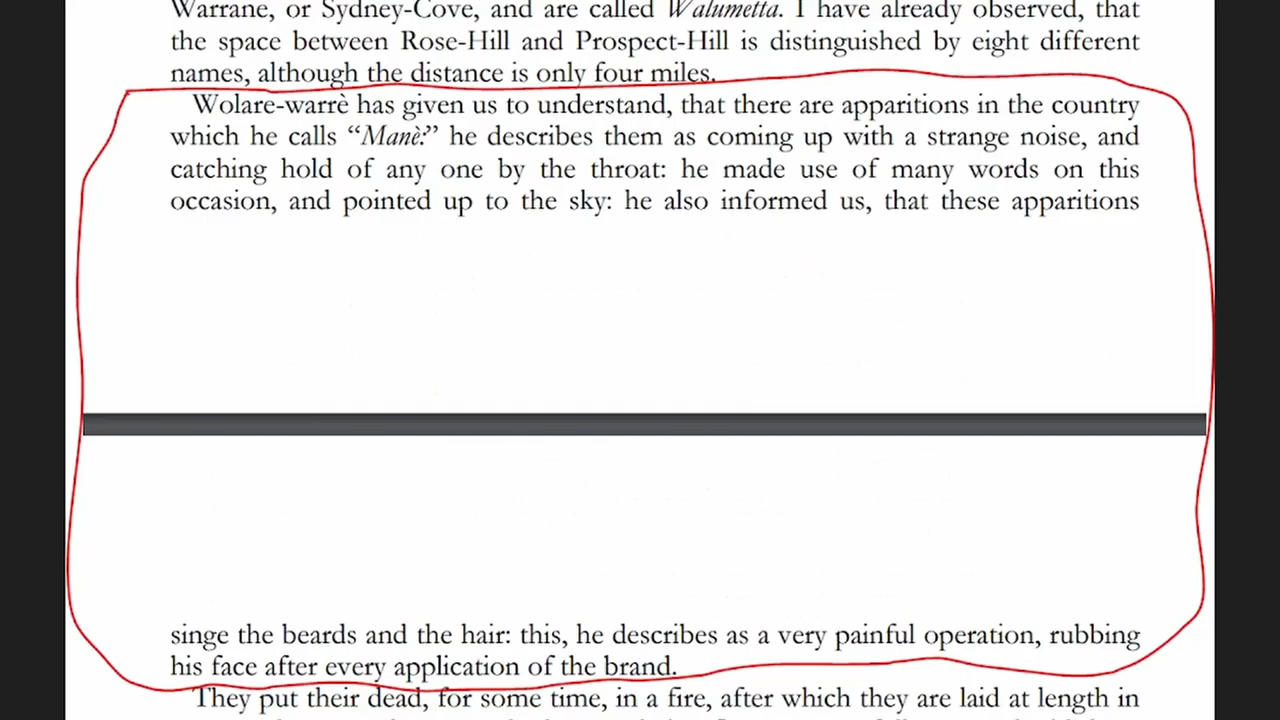 Warrane, or Sydney-Cove, and are called Walumetta. I have already observed, that
the space between Rose-Hill and Prospect-Hill is distinguished by eight different
names, although the distance is only four miles.
Wolare-warrè has given us to understand, that there are apparitions in the country
which he calls “Manè:” he describes them as coming up with a strange noise, and
catching hold of any one by the throat: he made use of many words on this
occasion, and pointed up to the sky: he also informed us, that these apparitions
singe the beards and the hair: this, he describes as a very painful operation, rubbing
his face after every application of the brand.
They put their dead, for some time, in a fire, after which they are laid at length in